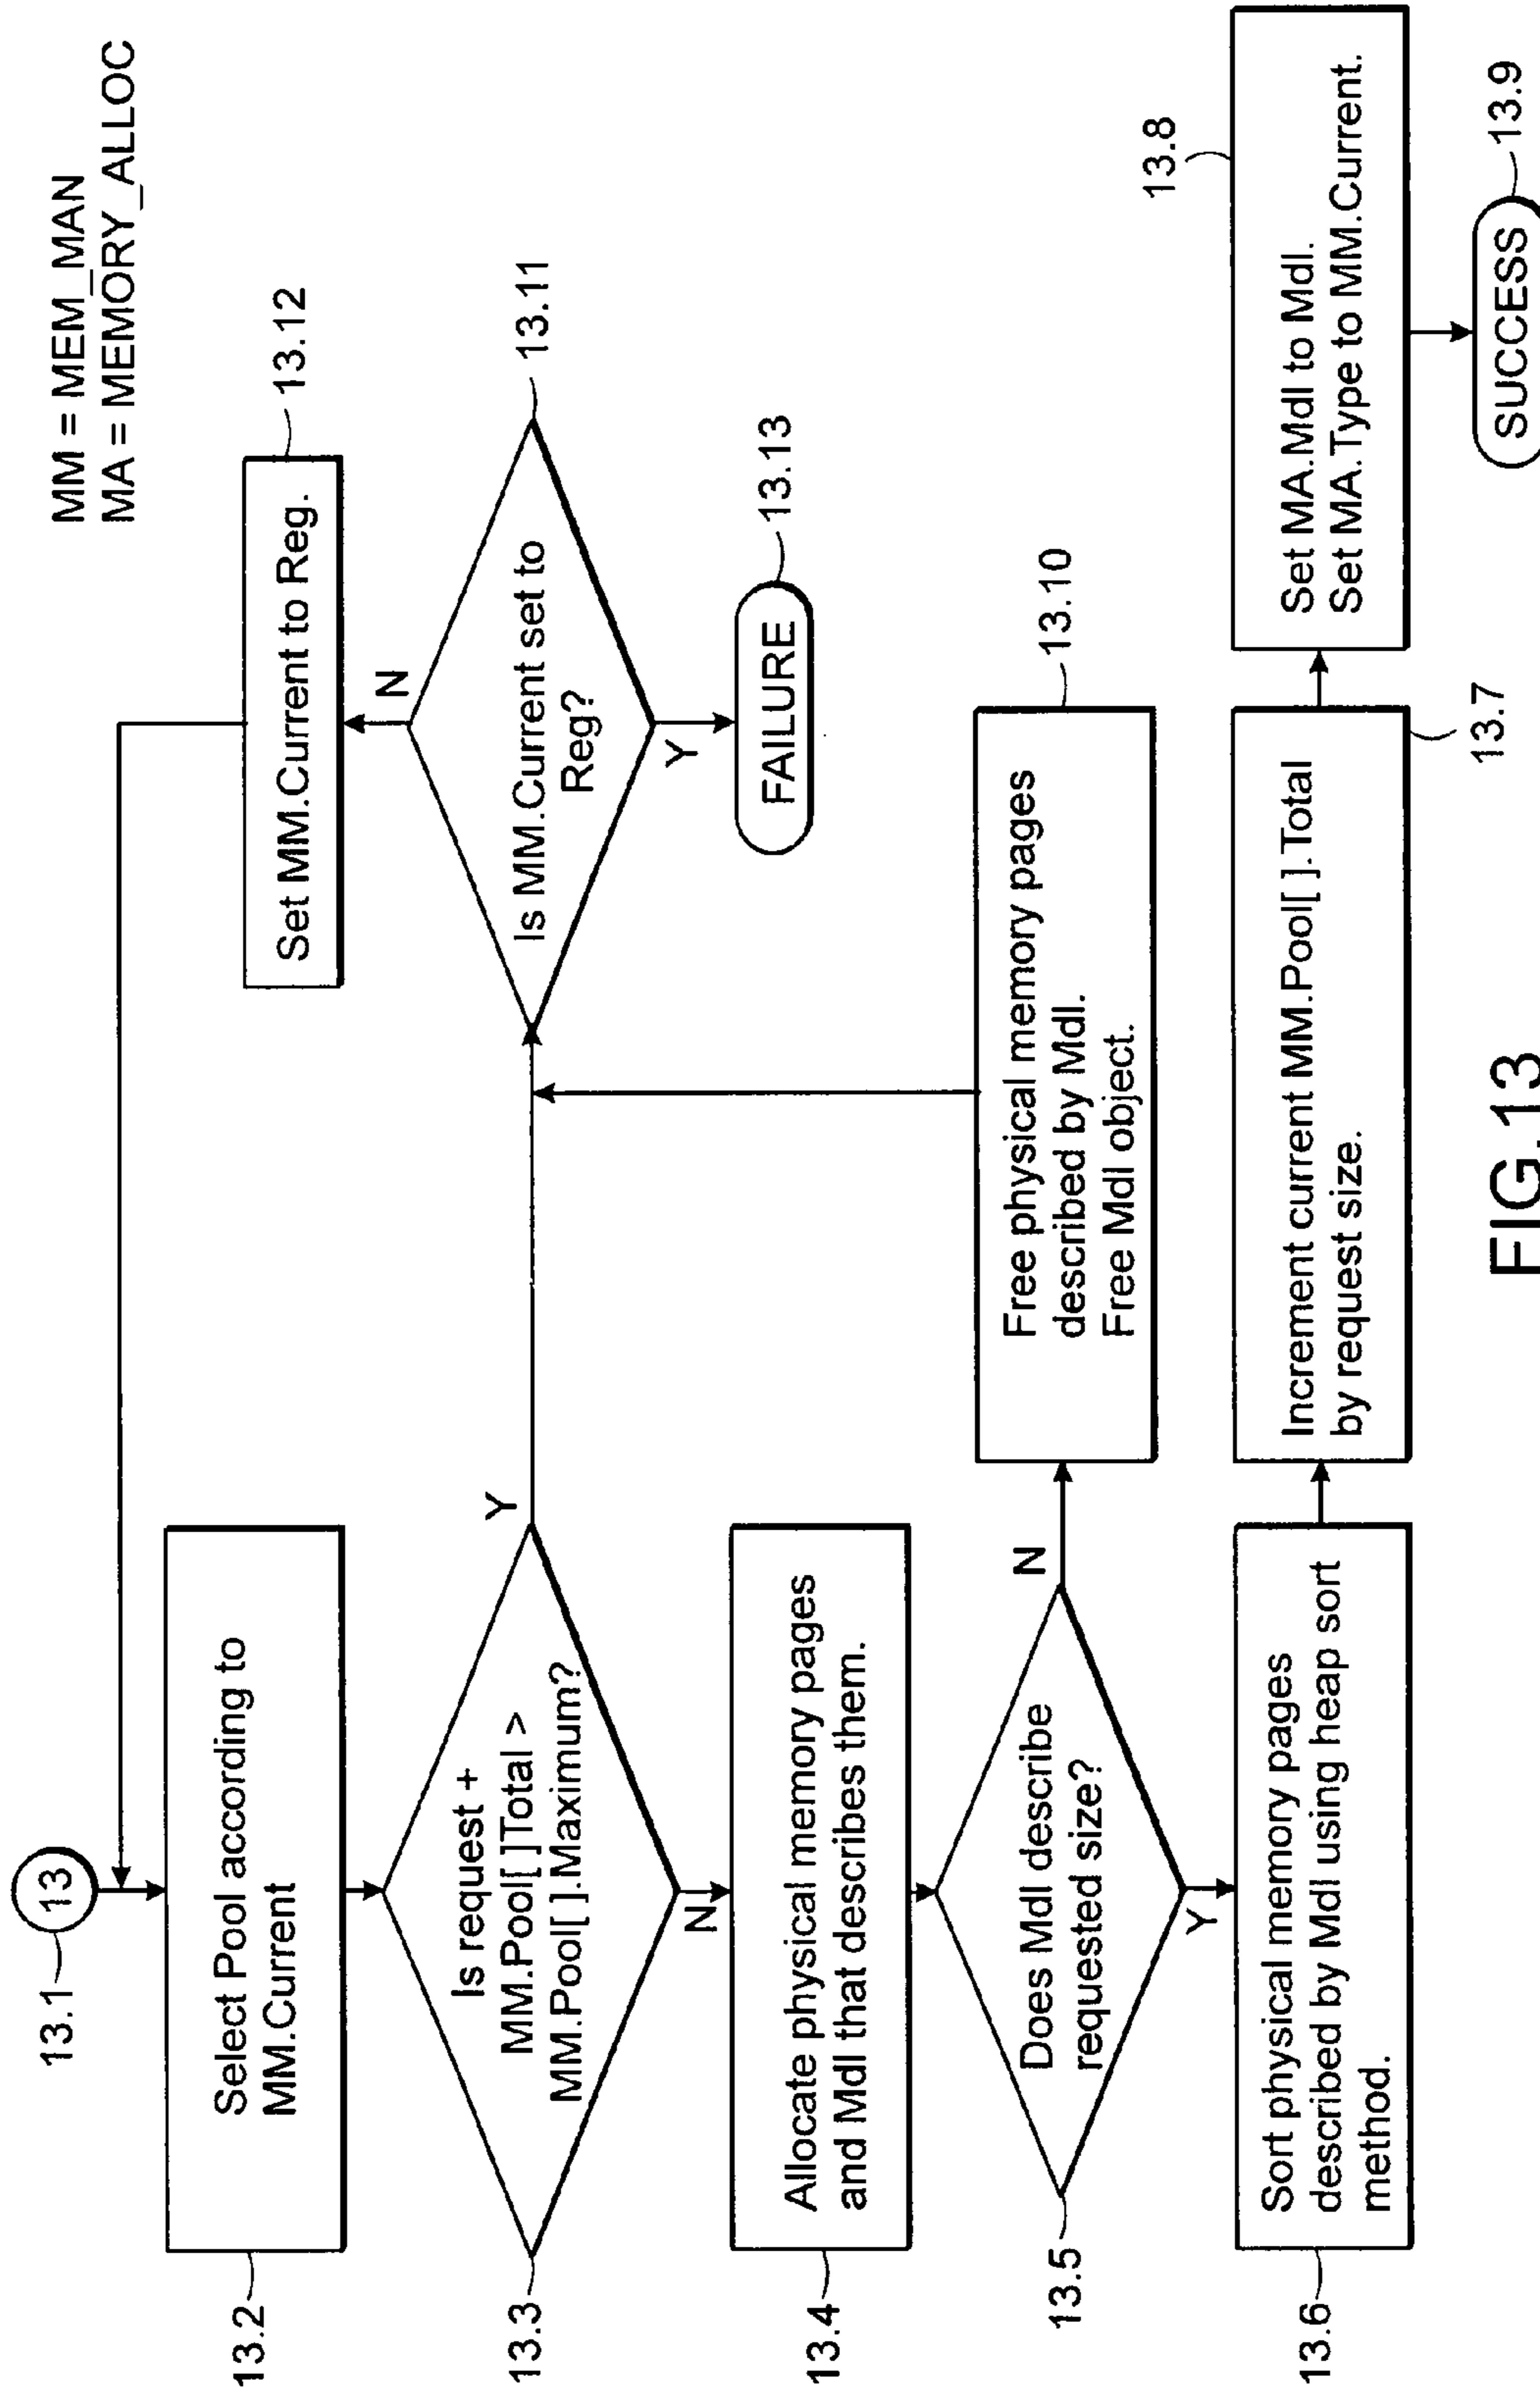 MM = MEM_MAN
MA = MEMORY_ALLOC
13.1
13
13.2
Select Pool according to
MM.Current
13.3
Is request +
MM.Pool[ ]Total >
MM.Pool[ ].Maximum?
Y
N
13.4
Allocate physical memory pages
and Mdl that describes them.
13.5
Does Mdl describe
requested size?
N
Y
13.6
Sort physical memory pages
described by Mdl using heap sort
method.
Increment current MM.Pool[ ].Total
by request size.
13.7
13.8
Set MA.Mdl to Mdl.
Set MA.Type to MM.Current.
SUCCESS
13.9
Free physical memory pages
described by Mdl.
Free Mdl object.
13.10
Is MM.Current set to
Reg?
13.11
N
Y
Set MM.Current to Reg.
13.12
FAILURE
13.13
FIG.13